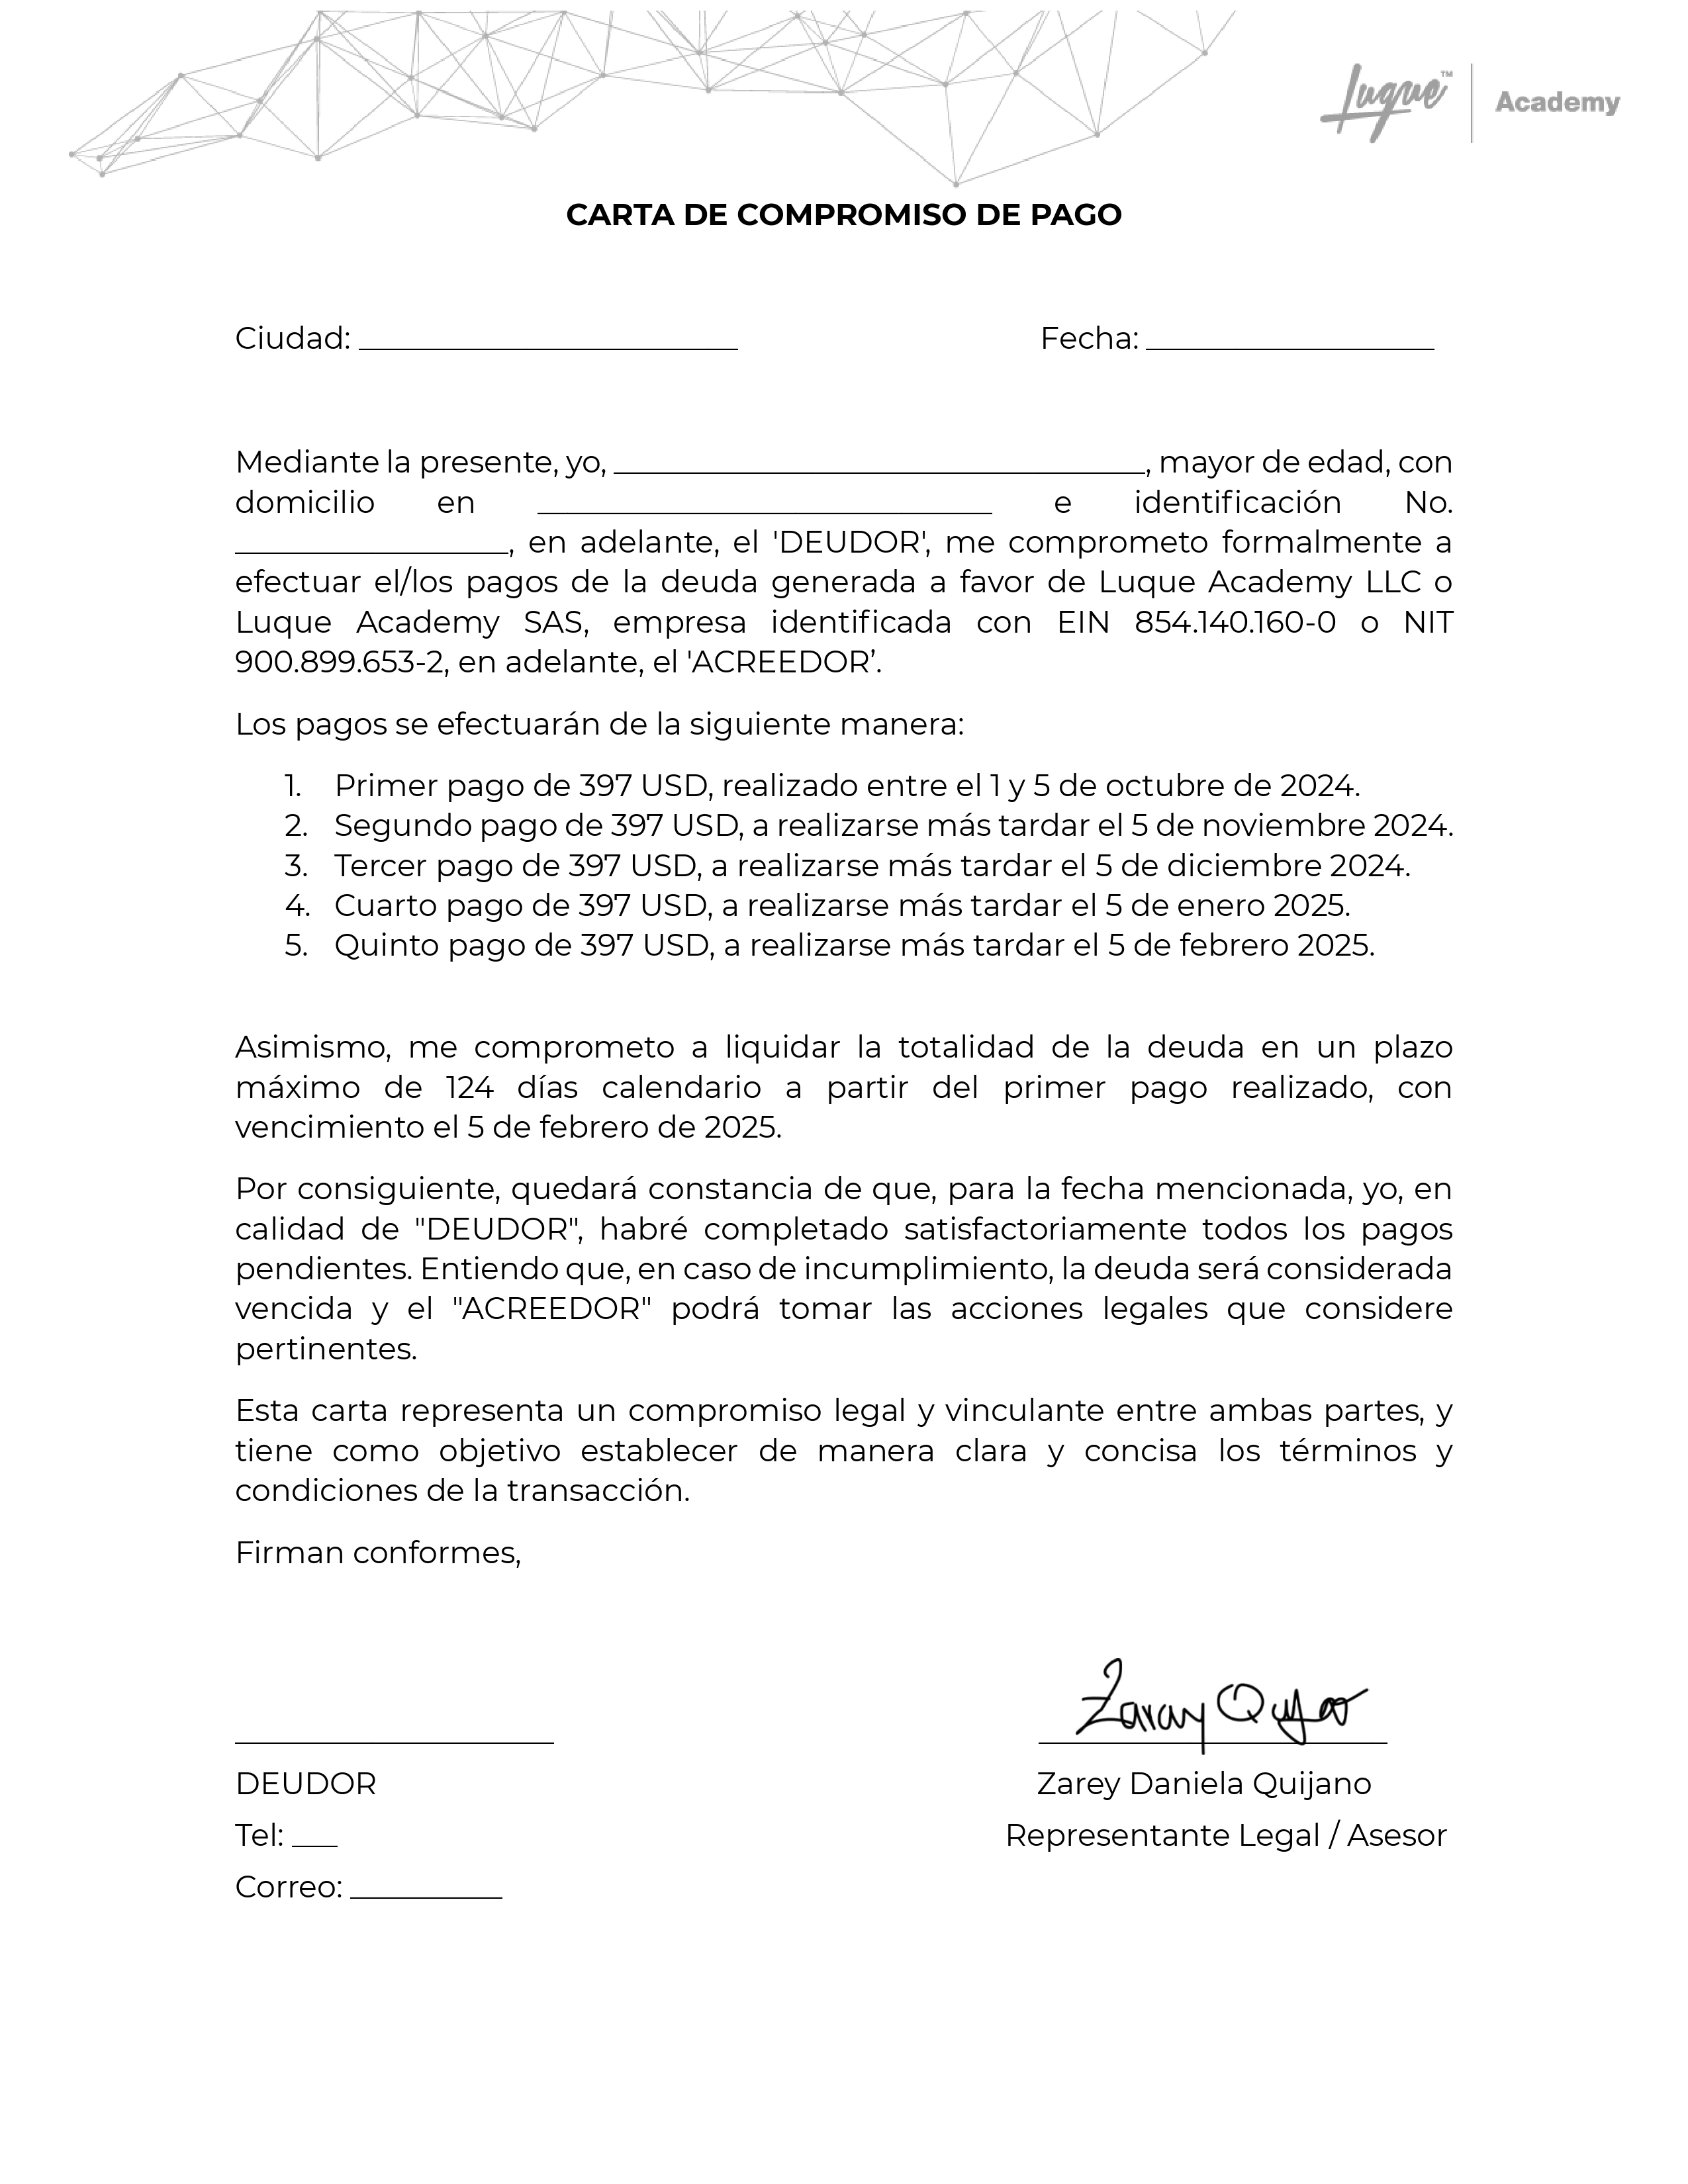 Luque™ | Academy
CARTA DE COMPROMISO DE PAGO
Ciudad: _________________________ Fecha: ___________________
Mediante la presente, yo, ___________________________________, mayor de edad, con
domicilio en ______________________________ e identificación No.
__________________, en adelante, el 'DEUDOR', me comprometo formalmente a
efectuar el/los pagos de la deuda generada a favor de Luque Academy LLC o
Luque Academy SAS, empresa identificada con EIN 854.140.160-0 o NIT
900.899.653-2, en adelante, el 'ACREEDOR’.
Los pagos se efectuarán de la siguiente manera:
1. Primer pago de 397 USD, realizado entre el 1 y 5 de octubre de 2024.
2. Segundo pago de 397 USD, a realizarse más tardar el 5 de noviembre 2024.
3. Tercer pago de 397 USD, a realizarse más tardar el 5 de diciembre 2024.
4. Cuarto pago de 397 USD, a realizarse más tardar el 5 de enero 2025.
5. Quinto pago de 397 USD, a realizarse más tardar el 5 de febrero 2025.
Asimismo, me comprometo a liquidar la totalidad de la deuda en un plazo
máximo de 124 días calendario a partir del primer pago realizado, con
vencimiento el 5 de febrero de 2025.
Por consiguiente, quedará constancia de que, para la fecha mencionada, yo, en
calidad de "DEUDOR", habré completado satisfactoriamente todos los pagos
pendientes. Entiendo que, en caso de incumplimiento, la deuda será considerada
vencida y el "ACREEDOR" podrá tomar las acciones legales que considere
pertinentes.
Esta carta representa un compromiso legal y vinculante entre ambas partes, y
tiene como objetivo establecer de manera clara y concisa los términos y
condiciones de la transacción.
Firman conformes,
_____________________ _______________________
DEUDOR Zarey Daniela Quijano
Tel: ___ Representante Legal / Asesor
Correo: __________